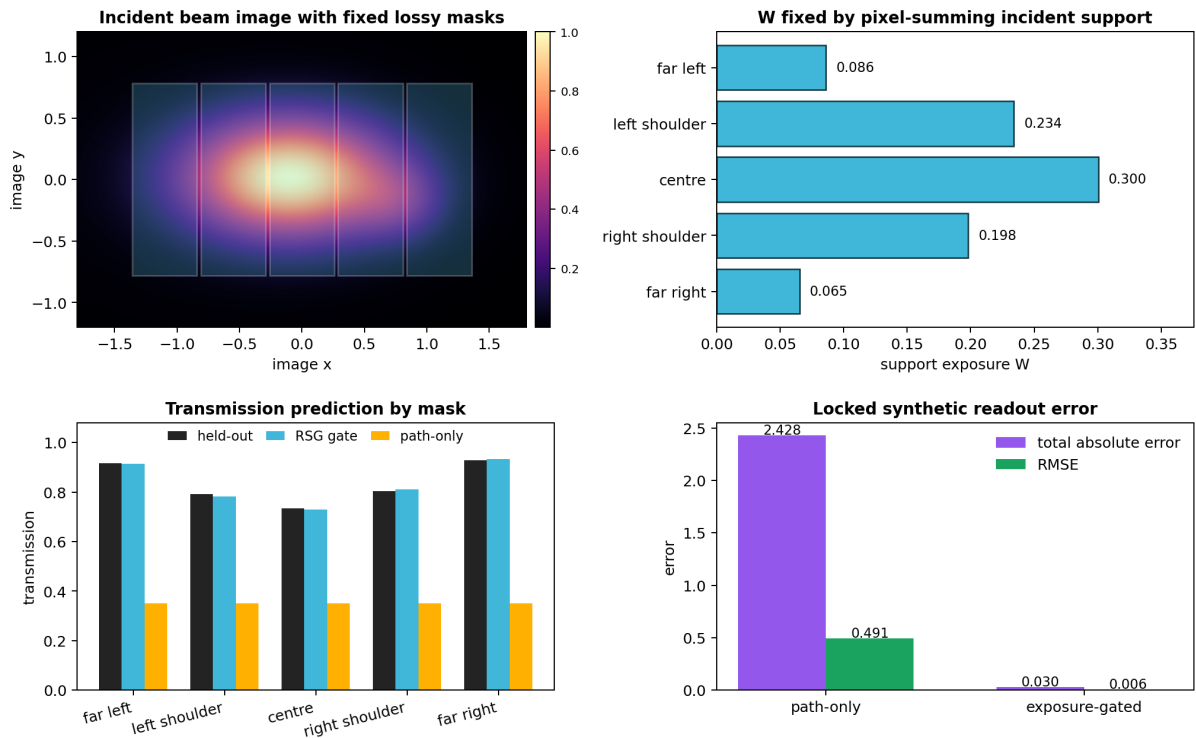 Incident beam image with fixed lossy masks
1.0
0.5
0.0
−0.5
−1.0
image y
−1.5
−1.0
−0.5
0.0
0.5
1.0
1.5
image x
1.0
0.8
0.6
0.4
0.2
W fixed by pixel-summing incident support
far left
left shoulder
centre
right shoulder
far right
0.086
0.234
0.300
0.198
0.065
0.00
0.05
0.10
0.15
0.20
0.25
0.30
0.35
support exposure W
Transmission prediction by mask
held-out
RSG gate
path-only
1.0
0.8
0.6
0.4
0.2
0.0
transmission
far left
left shoulder
centre
right shoulder
far right
Locked synthetic readout error
total absolute error
RMSE
2.5
2.0
1.5
1.0
0.5
0.0
error
2.428
0.491
0.030
0.006
path-only
exposure-gated